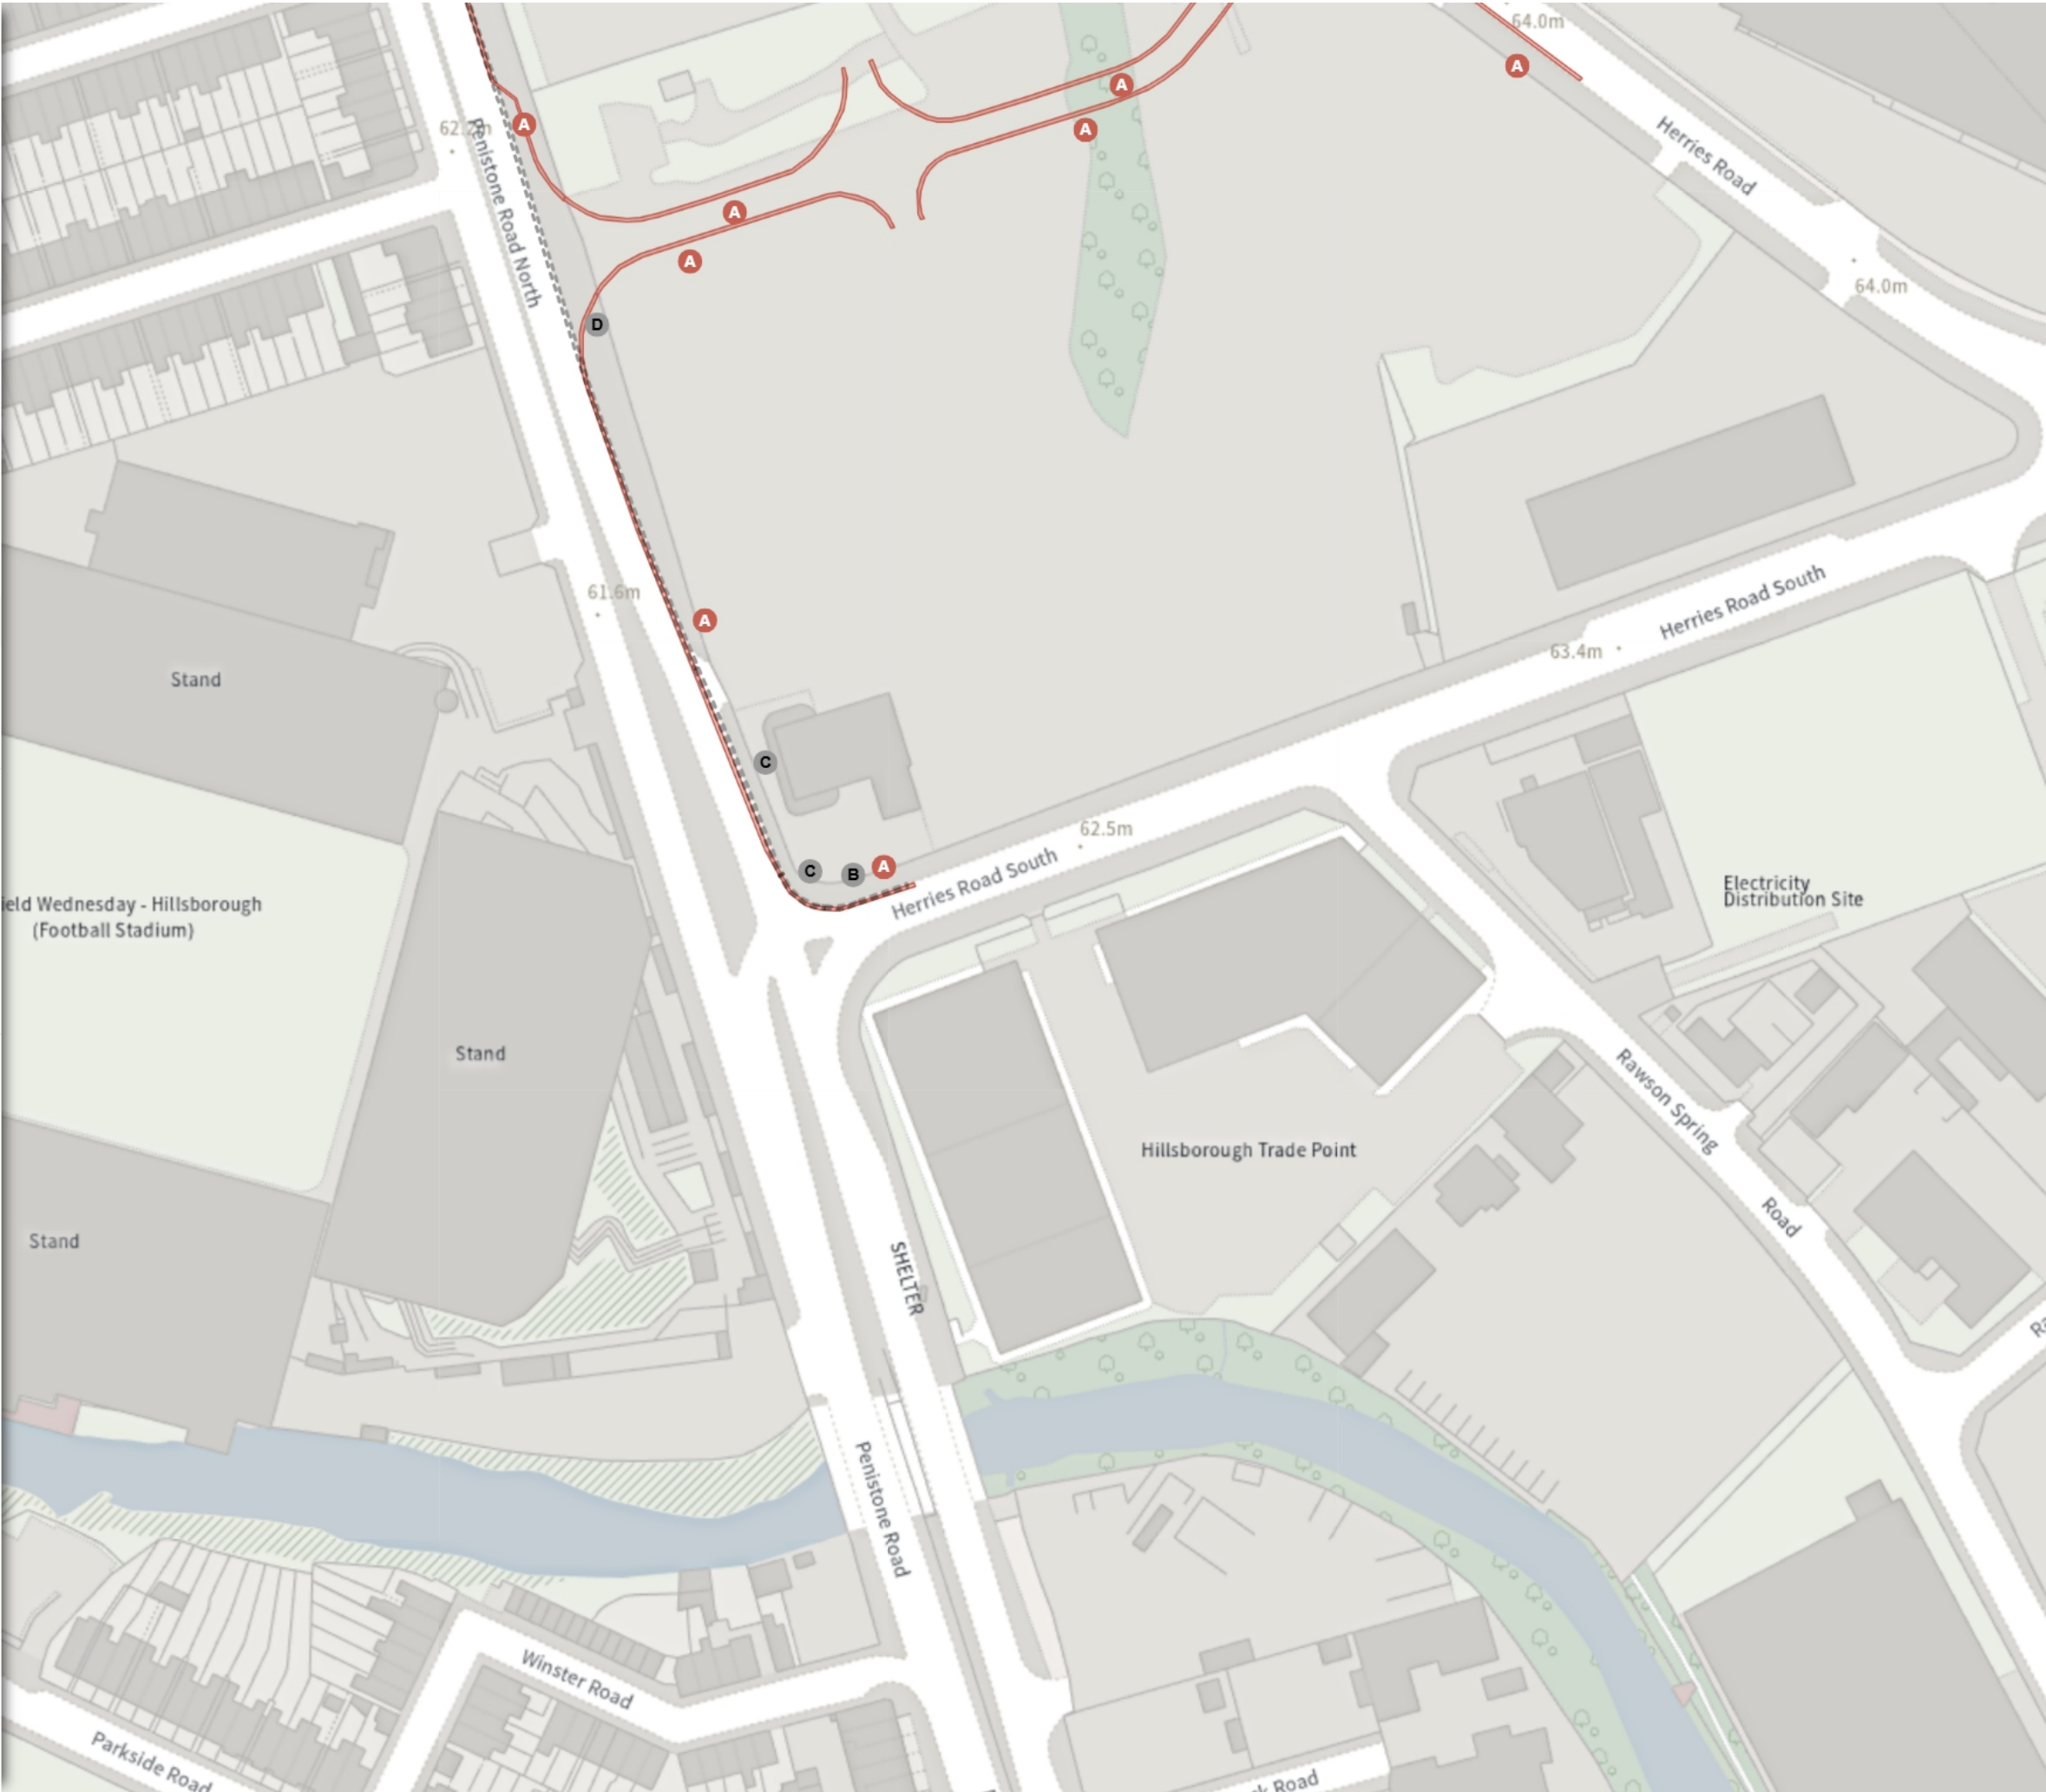 64.0m
A
A
A
62.2m
A
Herries Road
A
Penistone Road North
A
64.0m
D
61.6m
A
Herries Road South
63.4m
Stand
C
62.5m
C
B
A
Herries Road South
Electricity
Distribution Site
ield Wednesday - Hillsborough
(Football Stadium)
Stand
Rawson Spring
Hillsborough Trade Point
Road
Stand
SHELTER
Penistone Road
Winster Road
Parkside Road
k Road